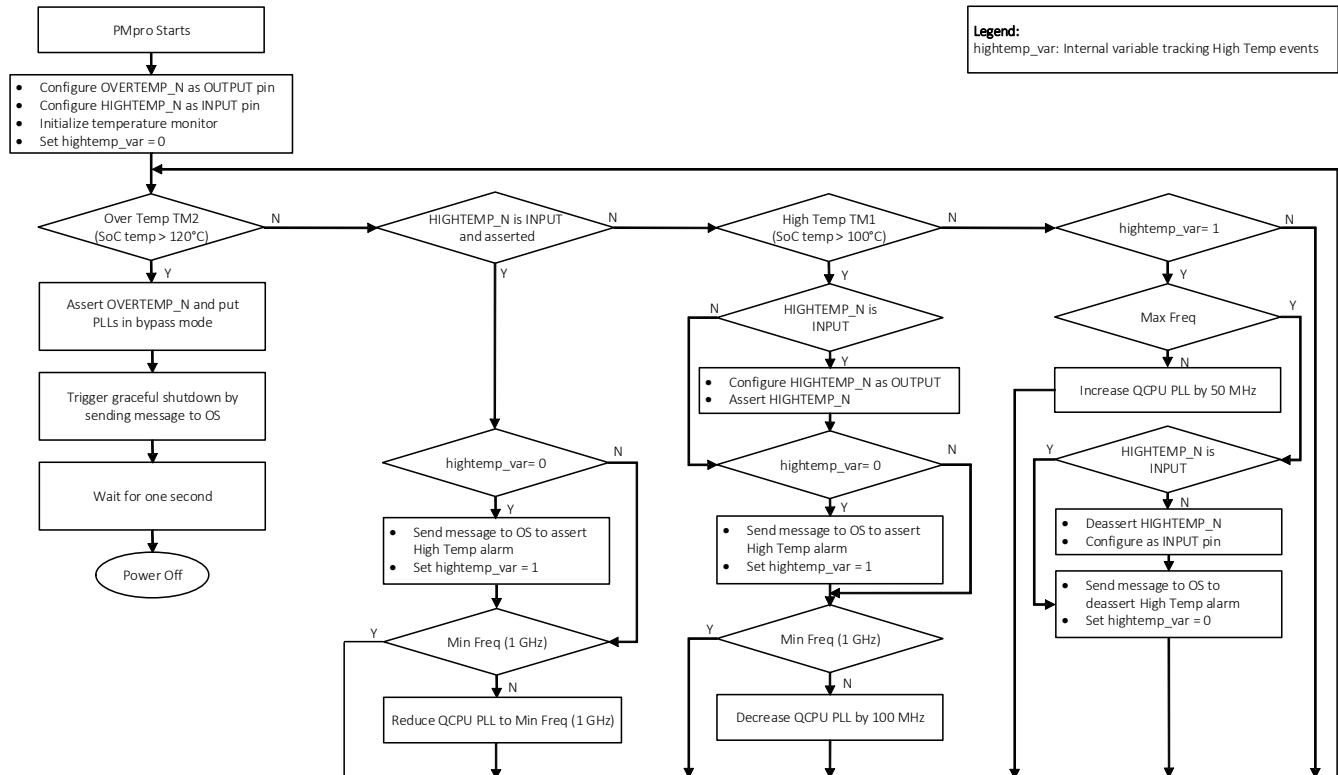 PMpro Starts
Legend:
hightemp_var: Internal variable tracking High Temp events
• Configure OVERTEMP_N as OUTPUT pin
• Configure HIGHTEMP_N as INPUT pin
• Initialize temperature monitor
• Set hightemp_var = 0
Over Temp TM2
(SoC temp > 120°C)
N
Y
HIGHTEMP_N is INPUT
and asserted
N
Y
High Temp TM1
(SoC temp > 100°C)
N
Y
hightemp_var= 1
N
Y
Assert OVERTEMP_N and put
PLLs in bypass mode
Trigger graceful shutdown by
sending message to OS
Wait for one second
Power Off
hightemp_var= 0
N
Y
• Send message to OS to assert
High Temp alarm
• Set hightemp_var = 1
Min Freq (1 GHz)
Y
N
Reduce QCPU PLL to Min Freq (1 GHz)
HIGHTEMP_N is
INPUT
N
Y
• Configure HIGHTEMP_N as OUTPUT
• Assert HIGHTEMP_N
hightemp_var= 0
N
Y
• Send message to OS to assert
High Temp alarm
• Set hightemp_var = 1
Min Freq (1 GHz)
Y
N
Decrease QCPU PLL by 100 MHz
Max Freq
Y
N
Increase QCPU PLL by 50 MHz
HIGHTEMP_N is
INPUT
Y
N
• Deassert HIGHTEMP_N
• Configure as INPUT pin
• Send message to OS to
deassert High Temp alarm
• Set hightemp_var = 0